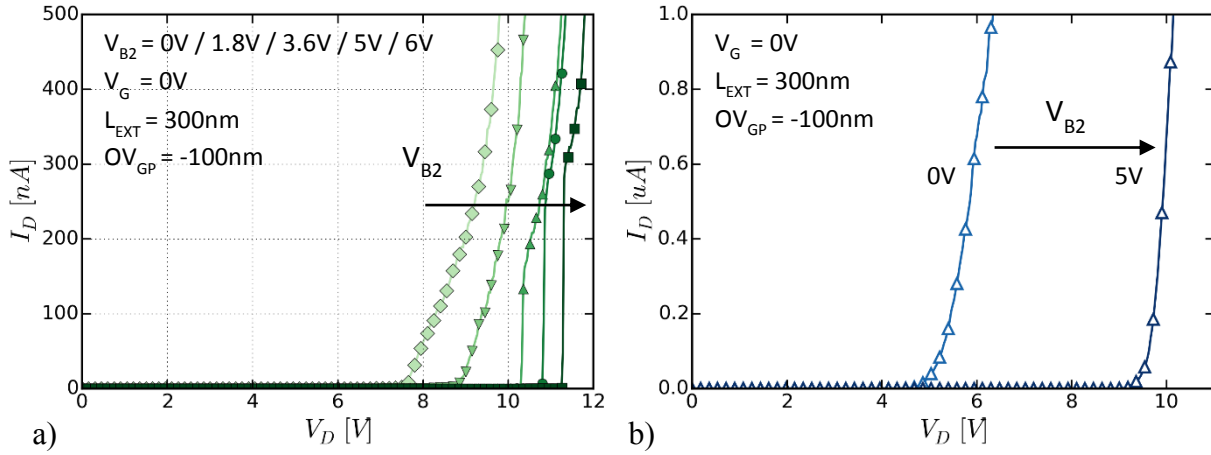 V_B2 = 0V / 1.8V / 3.6V / 5V / 6V
V_G = 0V
L_EXT = 300nm
OV_GP = -100nm
V_B2
I_D [nA]
500
400
300
200
100
0
0 2 4 6 8 10 12
V_D [V]
a)
V_G = 0V
L_EXT = 300nm
OV_GP = -100nm
V_B2
0V
5V
I_D [uA]
1.0
0.8
0.6
0.4
0.2
0.0
0 2 4 6 8 10
V_D [V]
b)